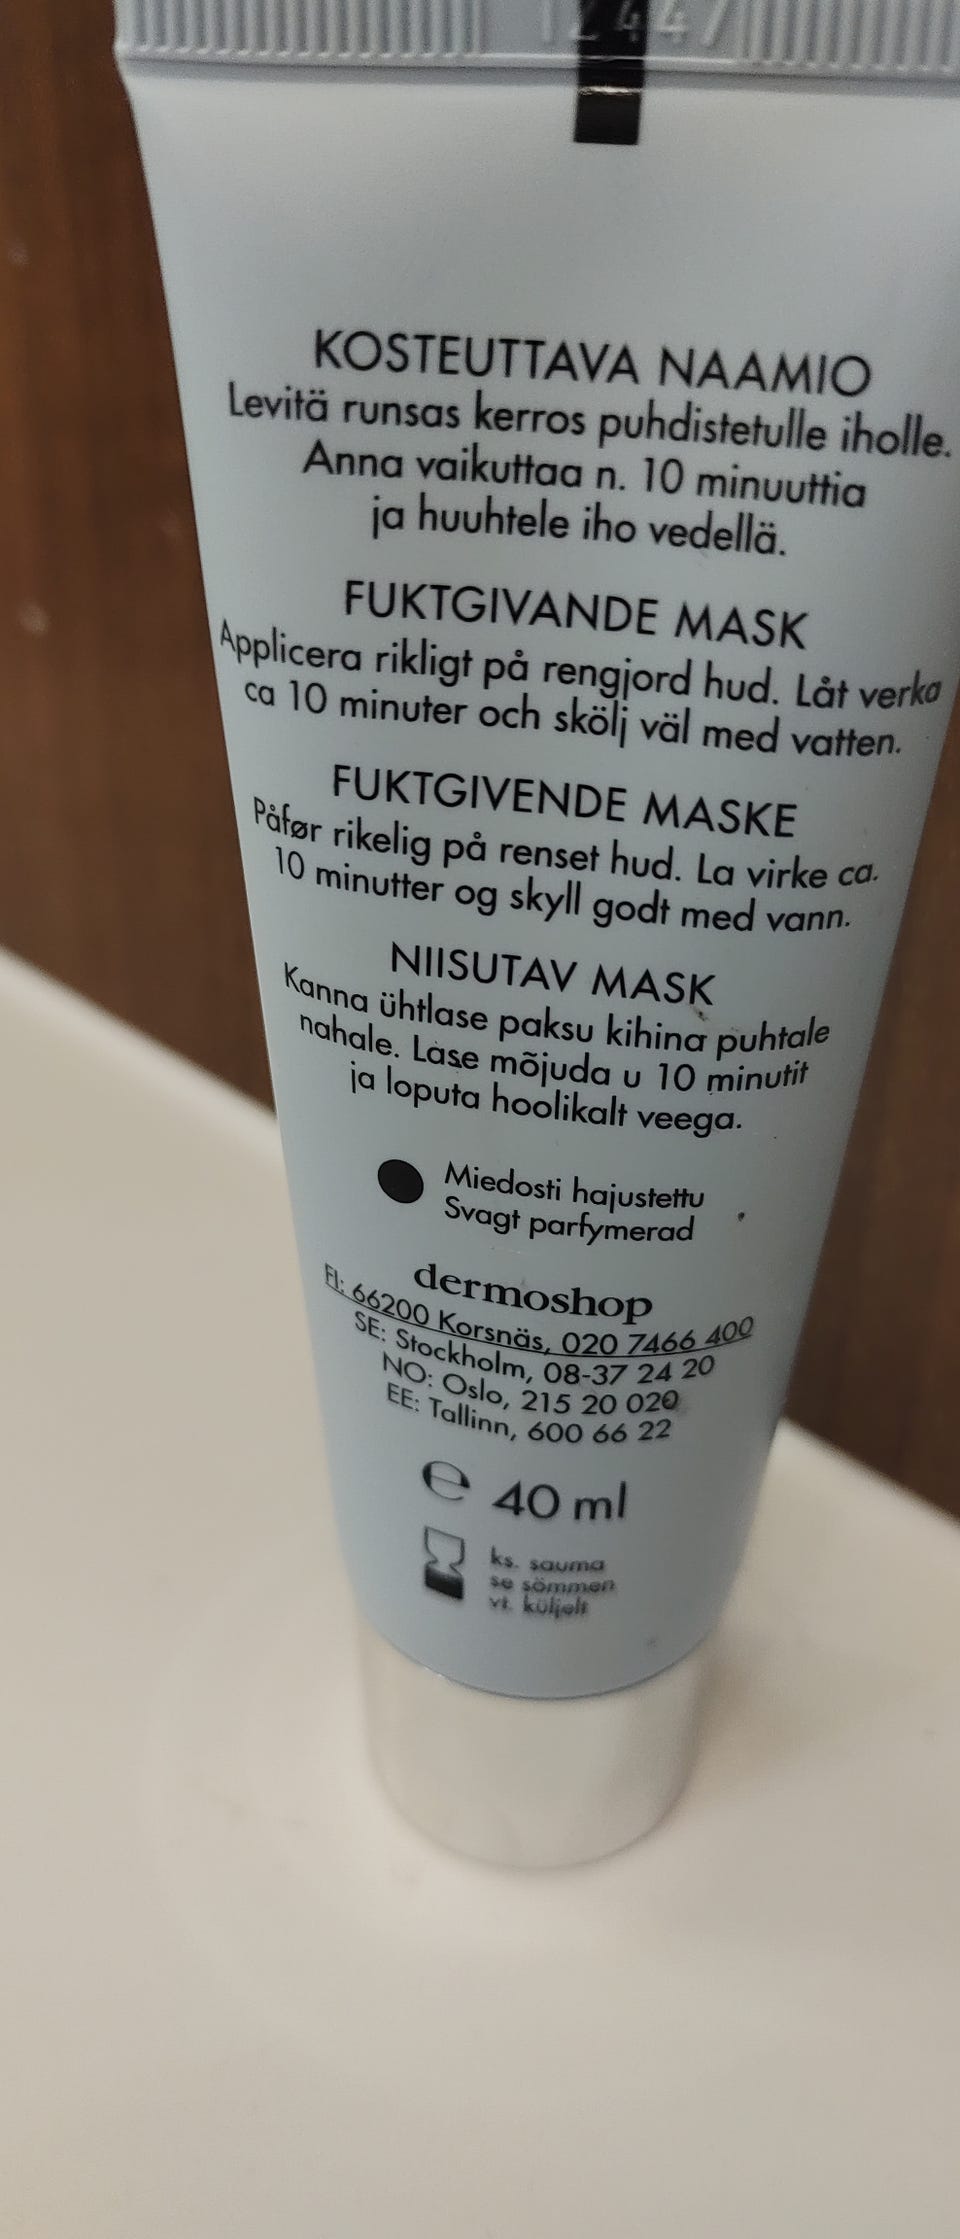 12447
KOSTEUTTAVA NAAMIO
Levitä runsas kerros puhdistetulle iholle.
Anna vaikuttaa n. 10 minuuttia
ja huuhtele iho vedellä.
FUKTGIVANDE MASK
Applicera rikligt på rengjord hud. Låt verka
ca 10 minuter och skölj väl med vatten.
FUKTGIVENDE MASKE
Påfør rikelig på renset hud. La virke ca.
10 minutter og skyll godt med vann.
NIISUTAV MASK
Kanna ühtlase paksu kihina puhtale
nahale. Lase mõjuda u 10 minutit
ja loputa hoolikalt veega.
Miedosti hajustettu
Svagt parfymerad
dermoshop
FI: 66200 Korsnäs, 020 7466 400
SE: Stockholm, 08-37 24 20
NO: Oslo, 215 20 020
EE: Tallinn, 600 66 22
℮ 40 ml
ks. sauma
se sömmen
vt. küljelt